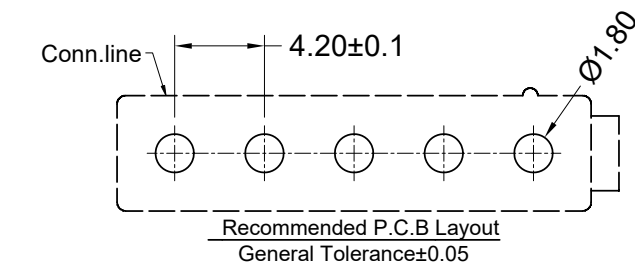 Conn.line
4.20±0.1
Ø1.80
Recommended P.C.B Layout
General Tolerance±0.05